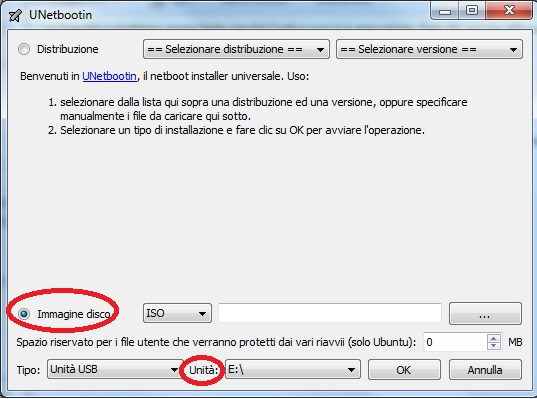 UNetbootin
Distribuzione == Selezionare distribuzione == == Selezionare versione ==
Benvenuti in UNetbootin, il netboot installer universale. Uso:
1. selezionare dalla lista qui sopra una distribuzione ed una versione, oppure specificare
manualmente i file da caricare qui sotto.
2. Selezionare un tipo di installazione e fare clic su OK per avviare l'operazione.
Immagine disco ISO ...
Spazio riservato per i file utente che verranno protetti dai vari riavvii (solo Ubuntu): 0 MB
Tipo: Unità USB Unità: E:\ OK Annulla